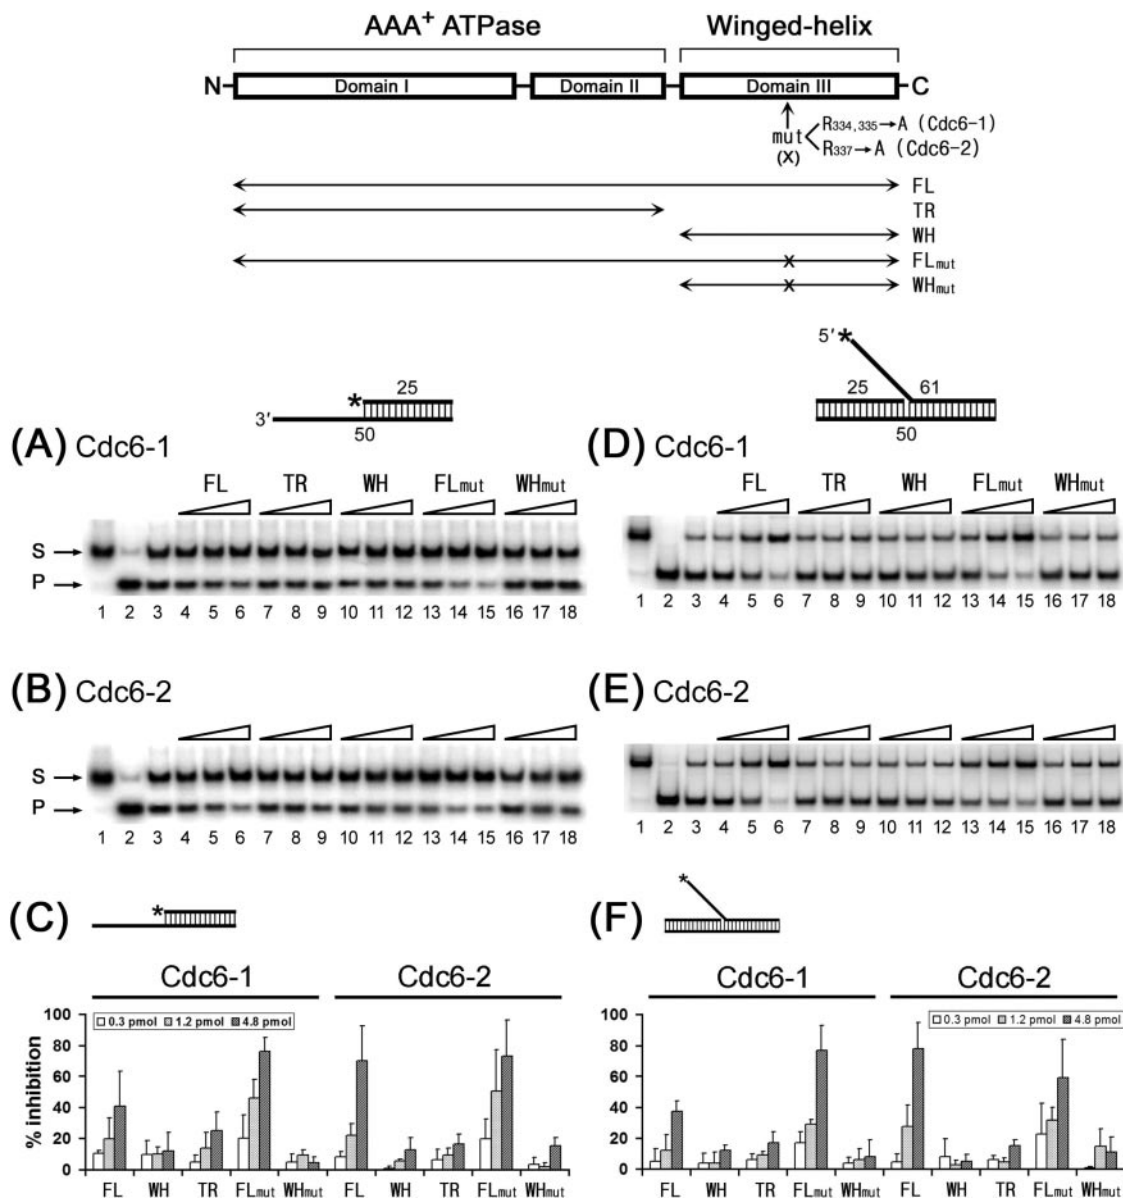 AAA+ ATPase Winged-helix
N Domain I Domain II Domain III C
mut
(X)
R334,335→A (Cdc6-1)
R337→A (Cdc6-2)
FL
TR
WH
x FLmut
x WHmut
* 25
3′ 50
5′ *
25 61
50
(A) Cdc6-1
FL TR WH FLmut WHmut
S
P
1 2 3 4 5 6 7 8 9 10 11 12 13 14 15 16 17 18
(D) Cdc6-1
FL TR WH FLmut WHmut
1 2 3 4 5 6 7 8 9 10 11 12 13 14 15 16 17 18
(B) Cdc6-2
S
P
1 2 3 4 5 6 7 8 9 10 11 12 13 14 15 16 17 18
(E) Cdc6-2
1 2 3 4 5 6 7 8 9 10 11 12 13 14 15 16 17 18
(C) *
Cdc6-1 Cdc6-2
0.3 pmol 1.2 pmol 4.8 pmol
% inhibition
100
80
60
40
20
0
FL WH TR FLmut WHmut FL WH TR FLmut WHmut
(F) *
Cdc6-1 Cdc6-2
0.3 pmol 1.2 pmol 4.8 pmol
100
80
60
40
20
0
FL WH TR FLmut WHmut FL WH TR FLmut WHmut